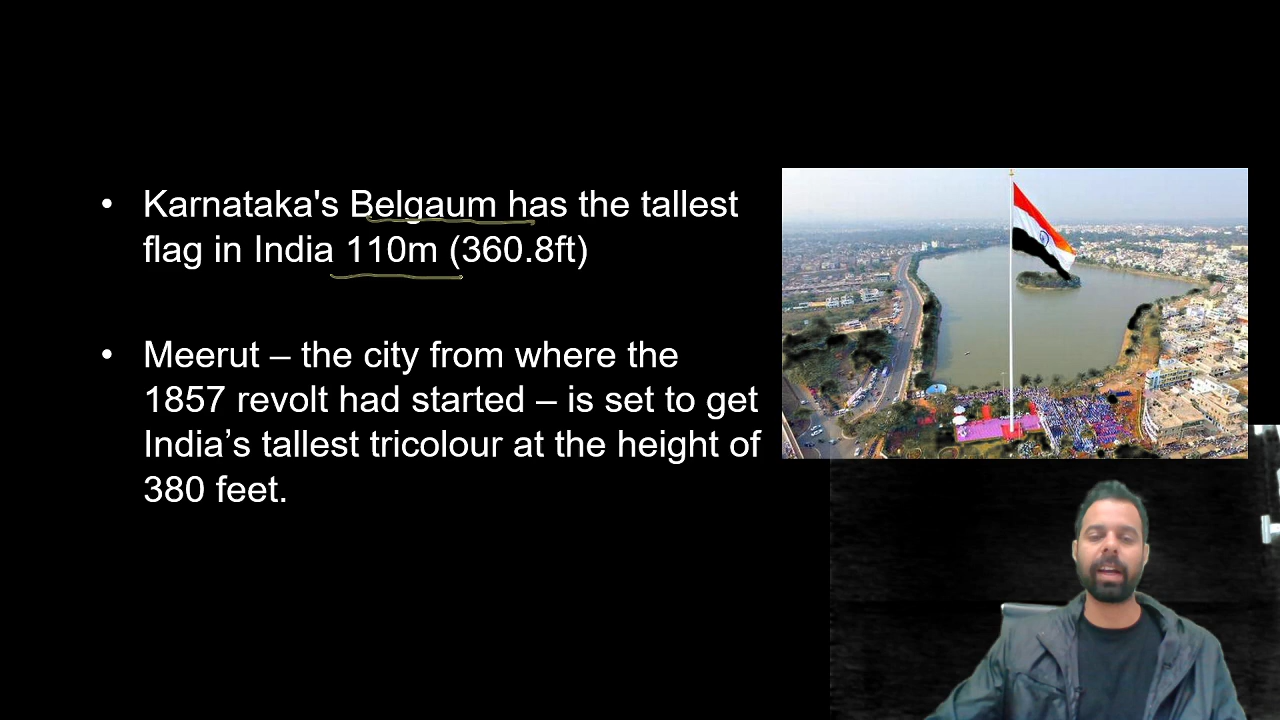 • Karnataka's Belgaum has the tallest
flag in India 110m (360.8ft)
• Meerut – the city from where the
1857 revolt had started – is set to get
India’s tallest tricolour at the height of
380 feet.